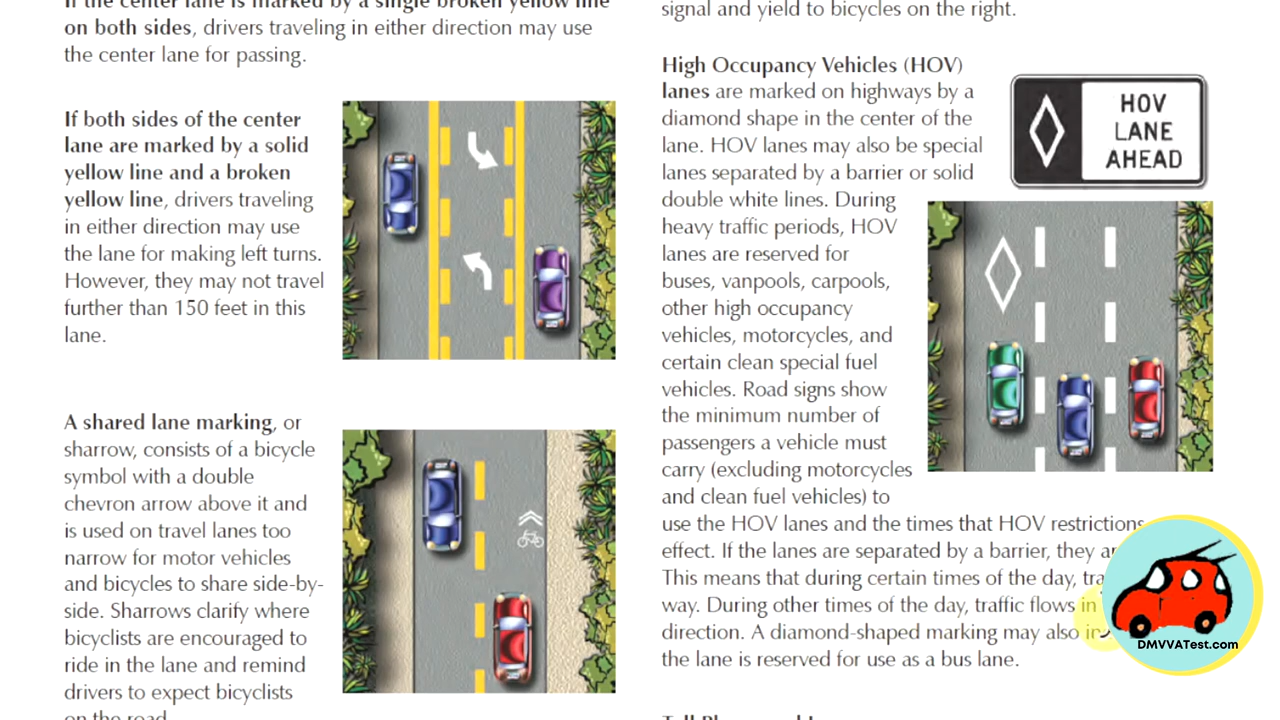 If the center lane is marked by a single broken yellow line
on both sides, drivers traveling in either direction may use
the center lane for passing.
If both sides of the center
lane are marked by a solid
yellow line and a broken
yellow line, drivers traveling
in either direction may use
the lane for making left turns.
However, they may not travel
further than 150 feet in this
lane.
A shared lane marking, or
sharrow, consists of a bicycle
symbol with a double
chevron arrow above it and
is used on travel lanes too
narrow for motor vehicles
and bicycles to share side-by-
side. Sharrows clarify where
bicyclists are encouraged to
ride in the lane and remind
drivers to expect bicyclists
on the road
signal and yield to bicycles on the right.
High Occupancy Vehicles (HOV)
lanes are marked on highways by a
diamond shape in the center of the
lane. HOV lanes may also be special
lanes separated by a barrier or solid
double white lines. During
heavy traffic periods, HOV
lanes are reserved for
buses, vanpools, carpools,
other high occupancy
vehicles, motorcycles, and
certain clean special fuel
vehicles. Road signs show
the minimum number of
passengers a vehicle must
carry (excluding motorcycles
and clean fuel vehicles) to
use the HOV lanes and the times that HOV restrictions
effect. If the lanes are separated by a barrier, they
This means that during certain times of the day,
way. During other times of the day, traffic flows in
direction. A diamond-shaped marking may also
the lane is reserved for use as a bus lane.
HOV
LANE
AHEAD
DMVVATest.com